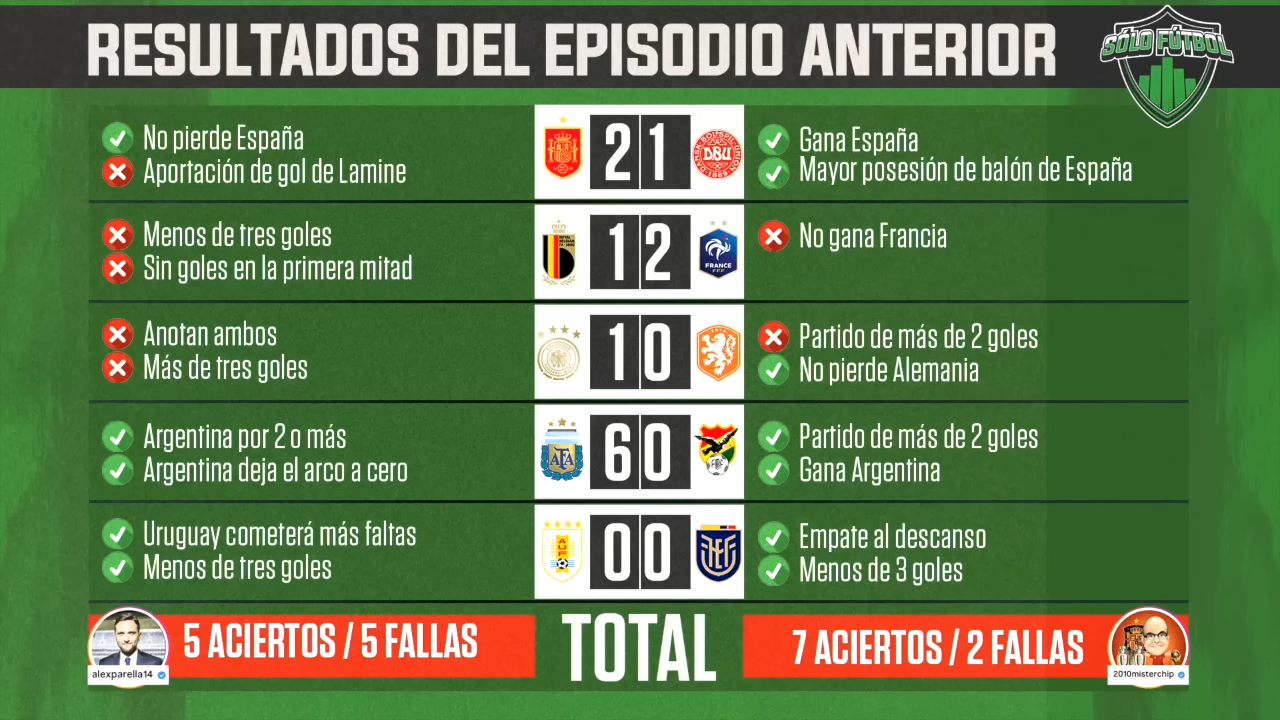 RESULTADOS DEL EPISODIO ANTERIOR
SÓLO FÚTBOL
No pierde España
Aportación de gol de Lamine
2 1
DBU
Gana España
Mayor posesión de balón de España
Menos de tres goles
Sin goles en la primera mitad
1 2
FRANCE
FFF
No gana Francia
Anotan ambos
Más de tres goles
1 0
Partido de más de 2 goles
No pierde Alemania
Argentina por 2 o más
Argentina deja el arco a cero
AFA
6 0
Partido de más de 2 goles
Gana Argentina
Uruguay cometerá más faltas
Menos de tres goles
AUF
0 0
FEF
Empate al descanso
Menos de 3 goles
5 ACIERTOS / 5 FALLAS
TOTAL
7 ACIERTOS / 2 FALLAS
alexparella14
2010misterchip